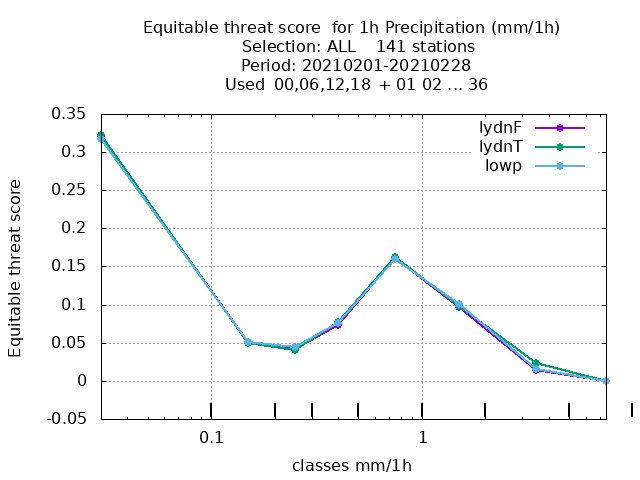 Equitable threat score  for 1h Precipitation (mm/1h)
Selection: ALL    141 stations
Period: 20210201-20210228
Used  00,06,12,18 + 01 02 ... 36
0.35
0.3
0.25
0.2
0.15
0.1
0.05
0
-0.05
Equitable threat score
lydnF
lydnT
lowp
0.1
1
classes mm/1h